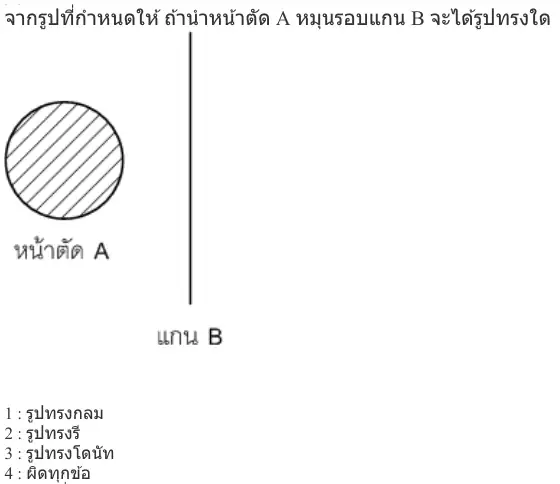 จากรูปที่กำหนดให้ ถ้านำหน้าตัด A หมุนรอบแกน B จะได้รูปทรงใด
หน้าตัด A
แกน B
1 : รูปทรงกลม
2 : รูปทรงรี
3 : รูปทรงโดนัท
4 : ผิดทุกข้อ